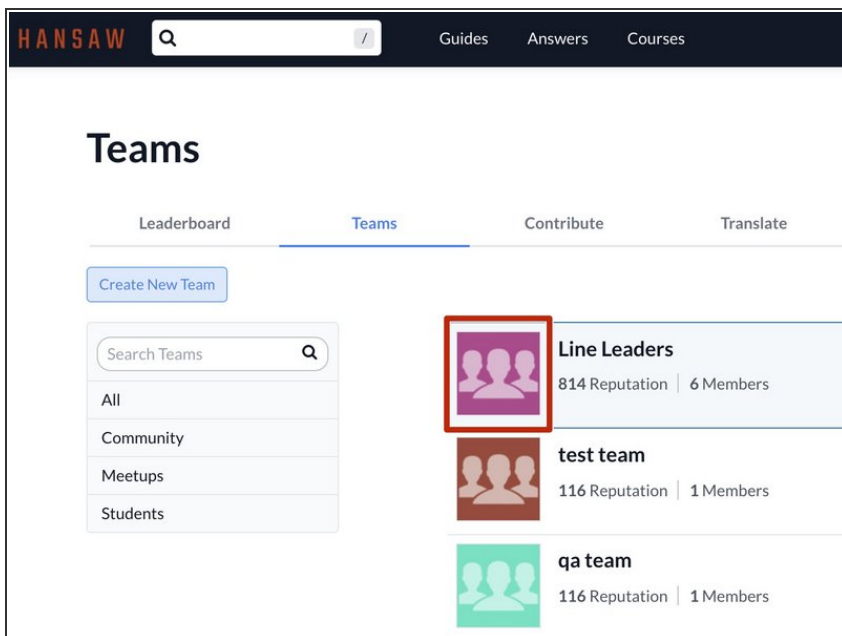 HANSAW / Guides Answers Courses
Teams
Leaderboard Teams Contribute Translate
Create New Team
Search Teams
All
Community
Meetups
Students
Line Leaders
814 Reputation | 6 Members
test team
116 Reputation | 1 Members
qa team
116 Reputation | 1 Members